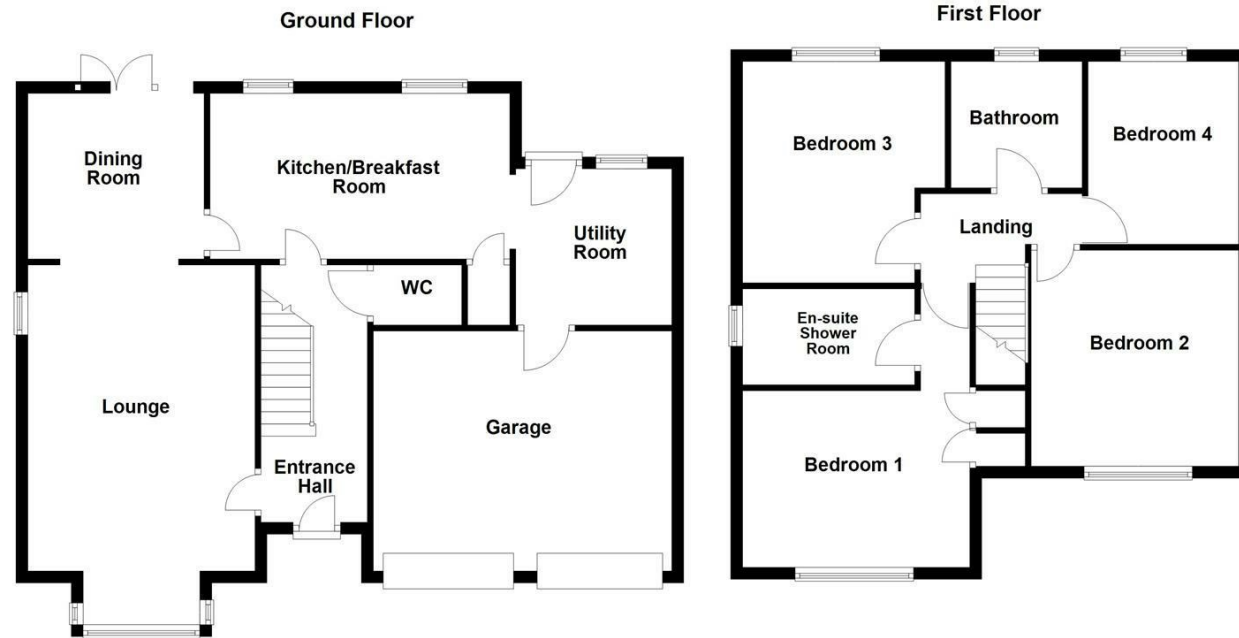 Ground Floor
Dining
Room
Kitchen/Breakfast
Room
Utility
Room
WC
Lounge
Garage
Entrance
Hall
First Floor
Bedroom 3
Bathroom
Bedroom 4
Landing
En-suite
Shower
Room
Bedroom 2
Bedroom 1